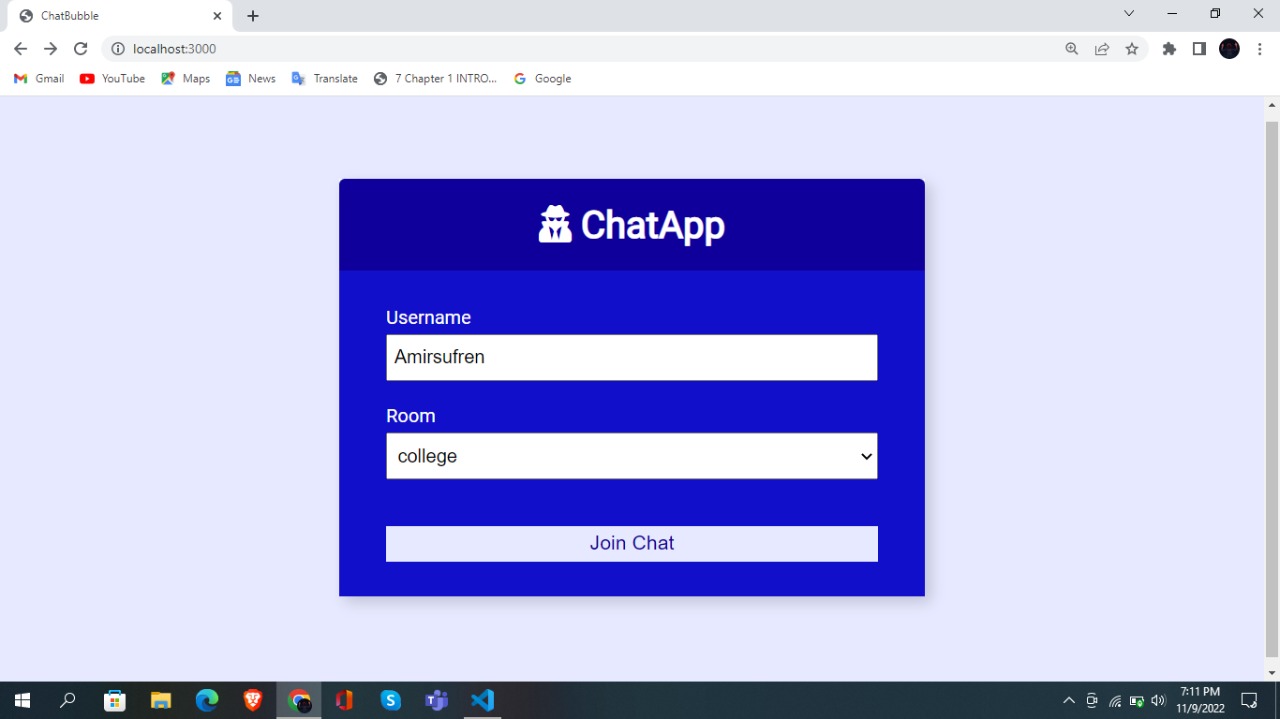 ChatBubble
localhost:3000
Gmail YouTube Maps News Translate 7 Chapter 1 INTRO... Google
ChatApp
Username
Amirsufren
Room
college
Join Chat
7:11 PM
11/9/2022